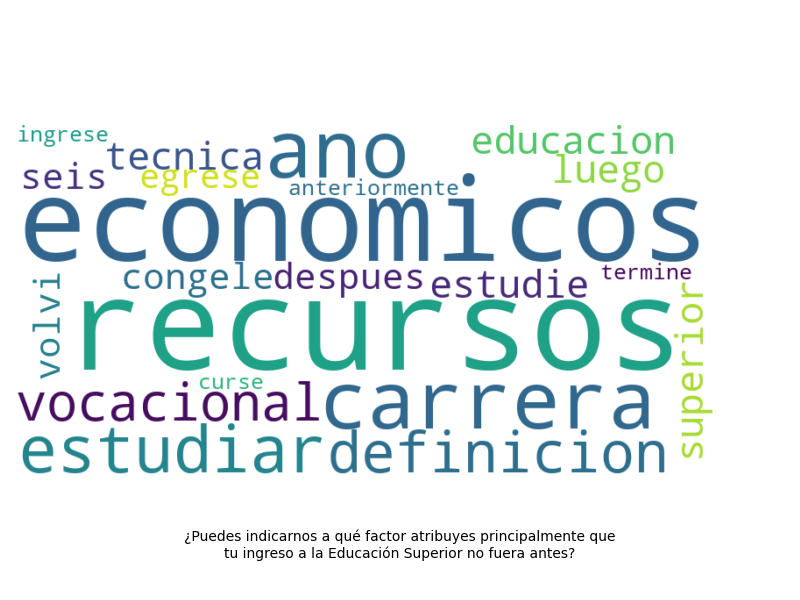 ingrese
tecnica
ano
educacion
seis
egrese
anteriormente
luego
economicos
volvi
congele
despues
estudie
termine
recursos
superior
curse
vocacional
carrera
estudiar
definicion
¿Puedes indicarnos a qué factor atribuyes principalmente que
tu ingreso a la Educación Superior no fuera antes?